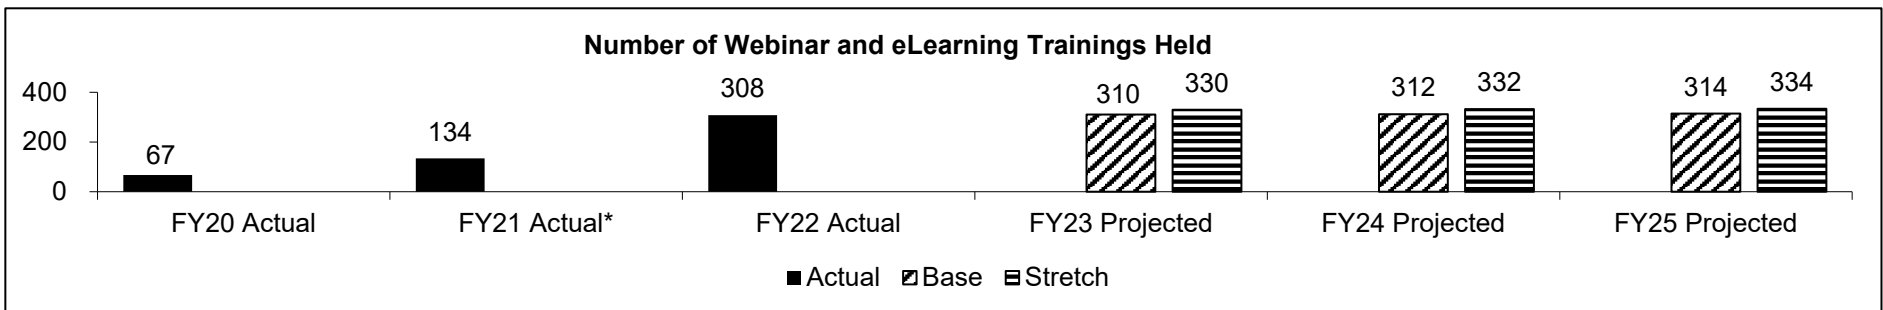 Number of Webinar and eLearning Trainings Held
400
200
0
67
134
308
310
330
312
332
314
334
FY20 Actual
FY21 Actual*
FY22 Actual
FY23 Projected
FY24 Projected
FY25 Projected
Actual
Base
Stretch